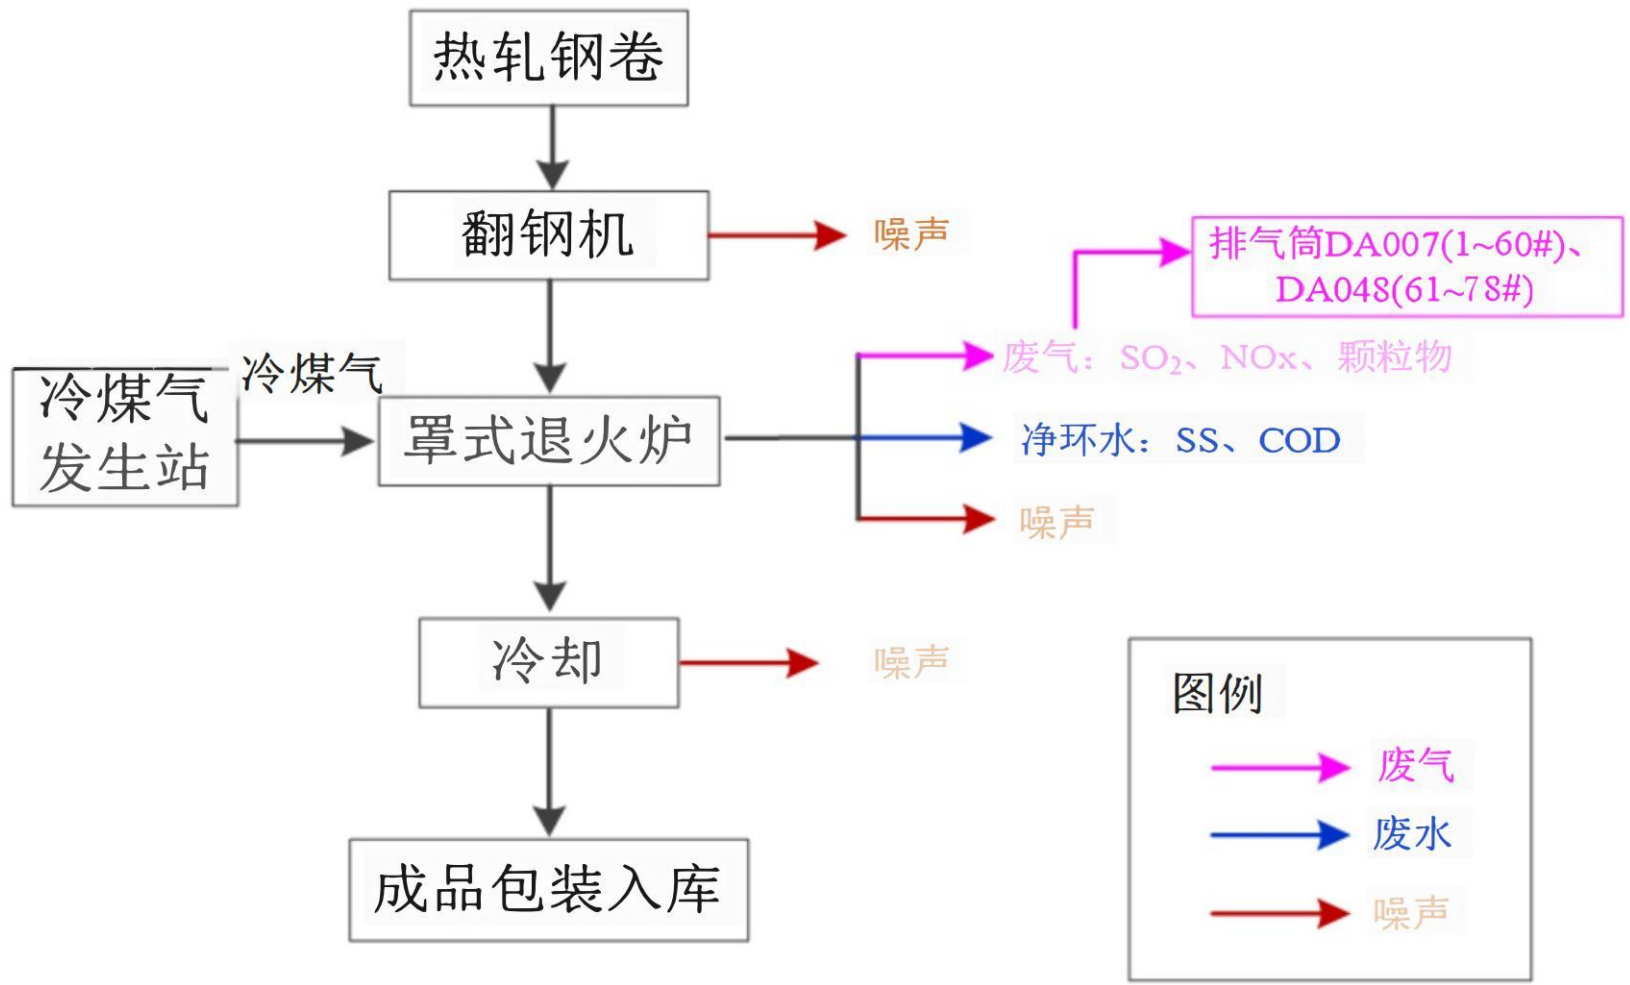 热轧钢卷
翻钢机
噪声
排气筒DA007(1~60#)、
DA048(61~78#)
废气：SO₂、NOx、颗粒物
冷煤气
冷煤气
发生站
罩式退火炉
净环水：SS、COD
噪声
冷却
噪声
图例
废气
废水
噪声
成品包装入库